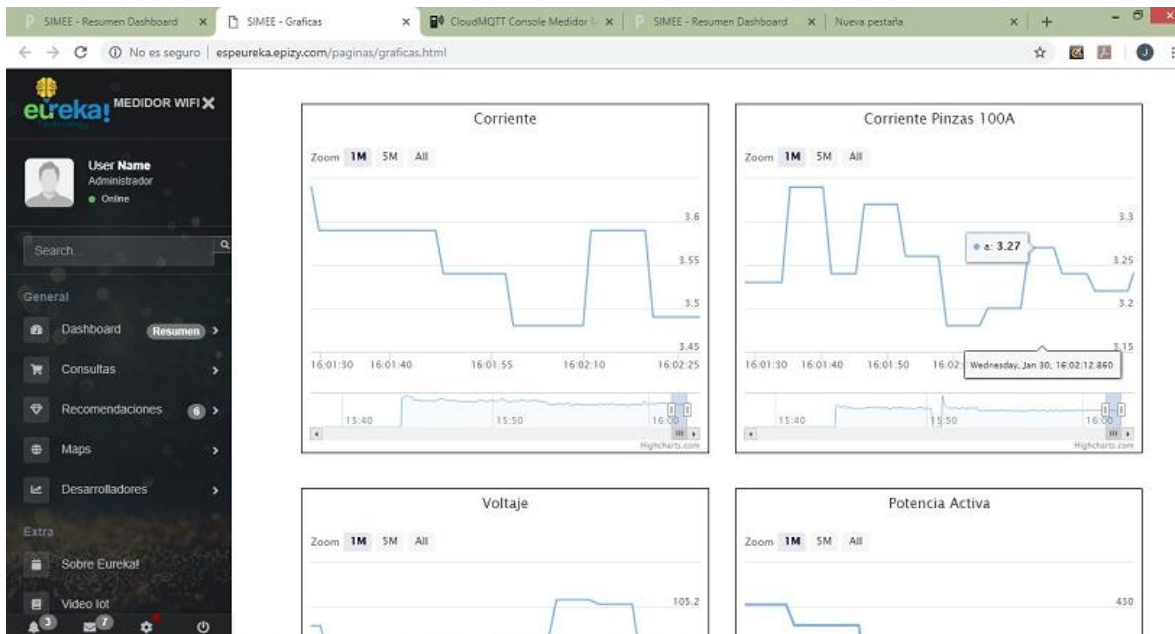 SIMEE - Resumen Dashboard
SIMEE - Graficas
CloudMQTT Console Medidor
SIMEE - Resumen Dashboard
Nueva pestaña
No es seguro | espeureka.epizy.com/paginas/graficas.html
eureka! MEDIDOR WIFI
Technology
User Name
Administrador
Online
Search...
General
Dashboard Resumen
Consultas
Recomendaciones 6
Maps
Desarrolladores
Extra
Sobre Eureka!
Video Iot
3 7
Corriente
Zoom 1M 5M All
3.6
3.55
3.5
3.45
16:01:30 16:01:40 16:01:55 16:02:10 16:02:25
15:40 15:50 16:00
Highcharts.com
Corriente Pinzas 100A
Zoom 1M 5M All
3.3
a: 3.27
3.25
3.2
3.15
16:01:30 16:01:40 16:01:50 16:02:
Wednesday, Jan 30, 16:02:12.860
15:40 15:50 16:00
Highcharts.com
Voltaje
Zoom 1M 5M All
105.2
Potencia Activa
Zoom 1M 5M All
450